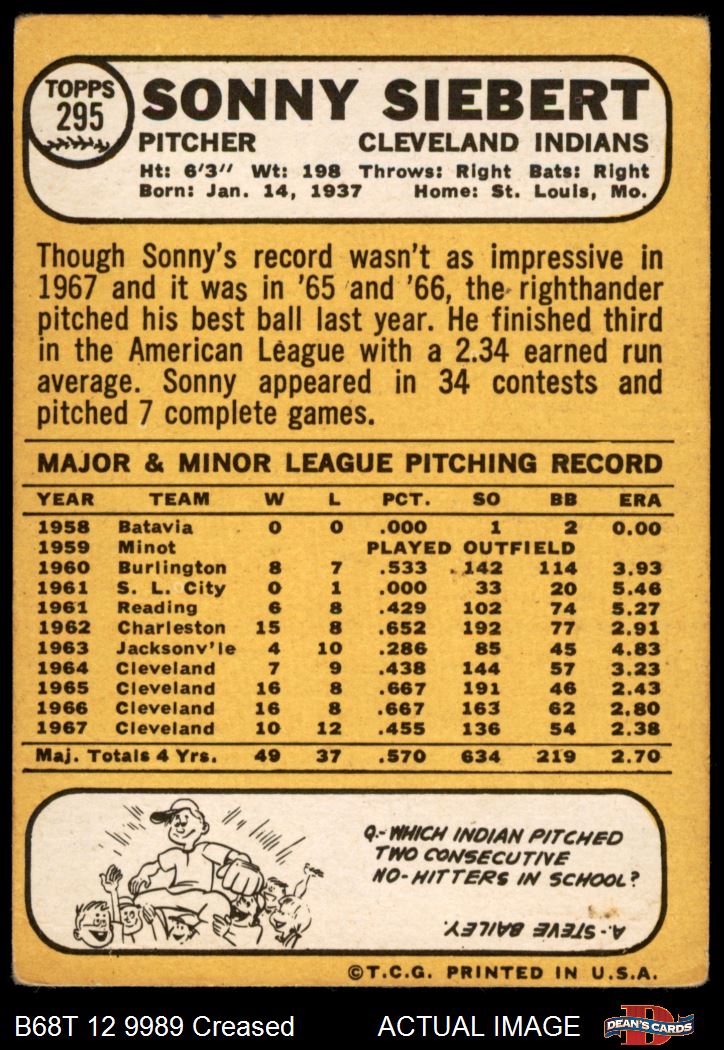 TOPPS
295
SONNY SIEBERT
PITCHER CLEVELAND INDIANS
Ht: 6'3" Wt: 198 Throws: Right Bats: Right
Born: Jan. 14, 1937 Home: St. Louis, Mo.
Though Sonny's record wasn't as impressive in
1967 and it was in '65 and '66, the righthander
pitched his best ball last year. He finished third
in the American League with a 2.34 earned run
average. Sonny appeared in 34 contests and
pitched 7 complete games.
MAJOR & MINOR LEAGUE PITCHING RECORD
YEAR TEAM W L PCT. SO BB ERA
1958 Batavia 0 0 .000 1 2 0.00
1959 Minot PLAYED OUTFIELD
1960 Burlington 8 7 .533 142 114 3.93
1961 S. L. City 0 1 .000 33 20 5.46
1961 Reading 6 8 .429 102 74 5.27
1962 Charleston 15 8 .652 192 77 2.91
1963 Jacksonv'le 4 10 .286 85 45 4.83
1964 Cleveland 7 9 .438 144 57 3.23
1965 Cleveland 16 8 .667 191 46 2.43
1966 Cleveland 16 8 .667 163 62 2.80
1967 Cleveland 10 12 .455 136 54 2.38
Maj. Totals 4 Yrs. 49 37 .570 634 219 2.70
Q.-WHICH INDIAN PITCHED
TWO CONSECUTIVE
NO-HITTERS IN SCHOOL?
A.-STEVE BAILEY.
©T.C.G. PRINTED IN U.S.A.
B68T 12 9989 Creased ACTUAL IMAGE
D
DEAN'S CARDS